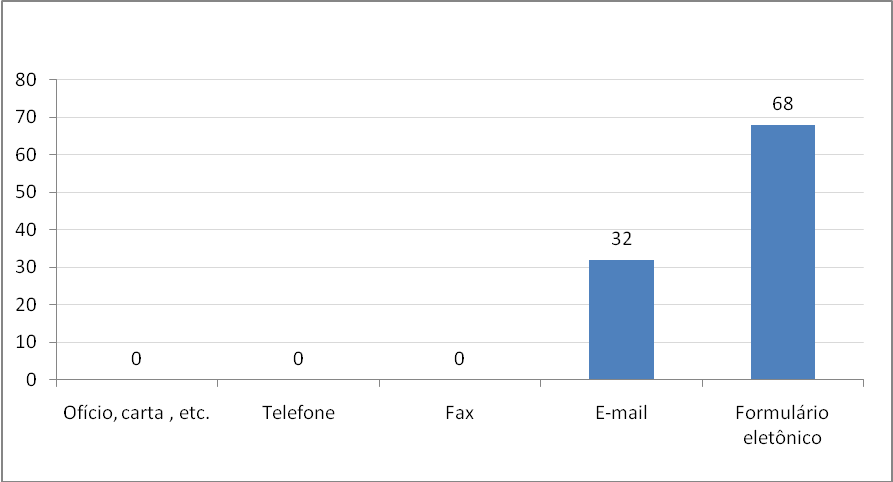 80
70
60
50
40
30
20
10
0
0
0
0
32
68
Ofício, carta , etc.
Telefone
Fax
E-mail
Formulário
eletônico